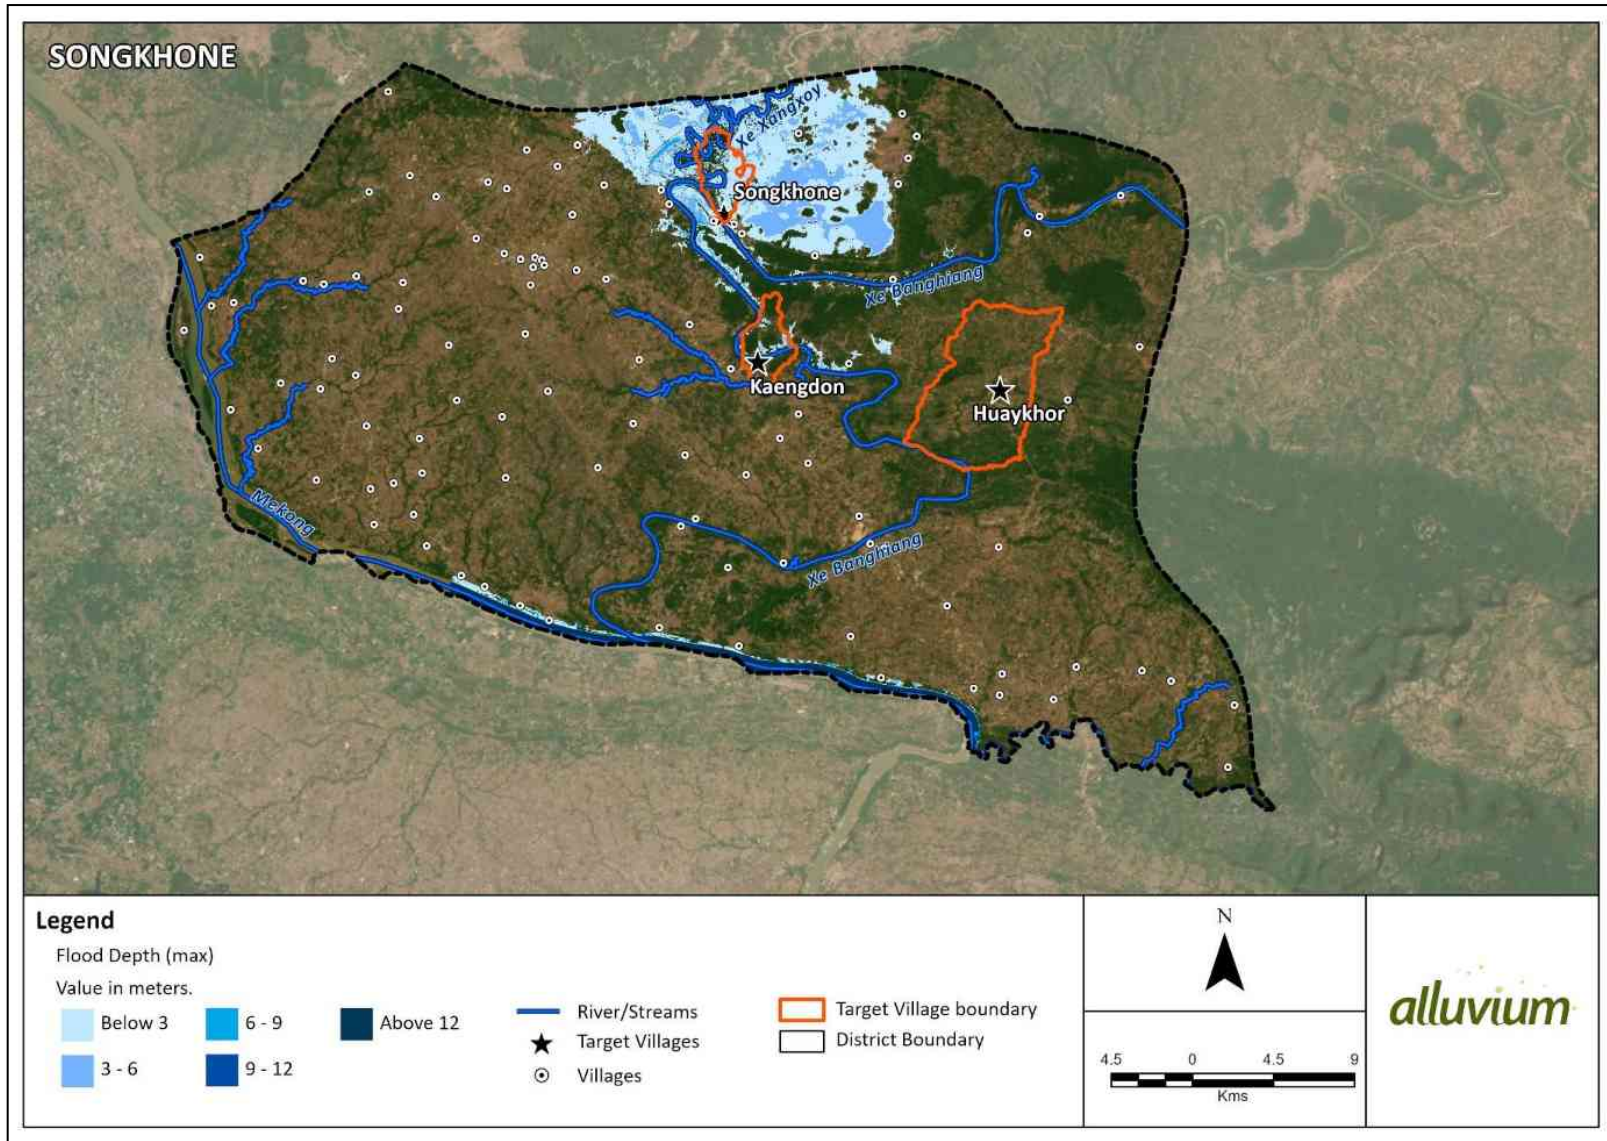 SONGKHONE
Xe Xangxoy
Songkhone
Xe Banghiang
Kaengdon
Huaykhor
Mekong
Xe Banghiang
Legend
Flood Depth (max)
Value in meters.
Below 3
6 - 9
Above 12
3 - 6
9 - 12
River/Streams
Target Villages
Villages
Target Village boundary
District Boundary
N
4.5 0 4.5 9
Kms
alluvium